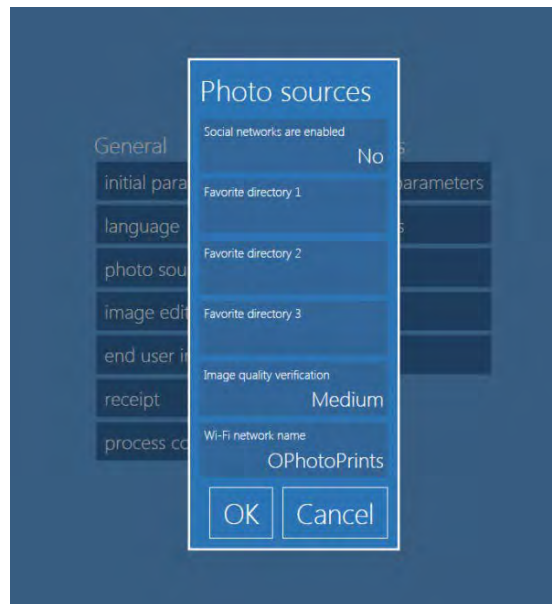 Photo sources
Social networks are enabled
No
Favorite directory 1
Favorite directory 2
Favorite directory 3
Image quality verification
Medium
Wi-Fi network name
OPhotoPrints
OK
Cancel
General
initial para
parameters
language
photo sou
image edit
end user i
receipt
process co